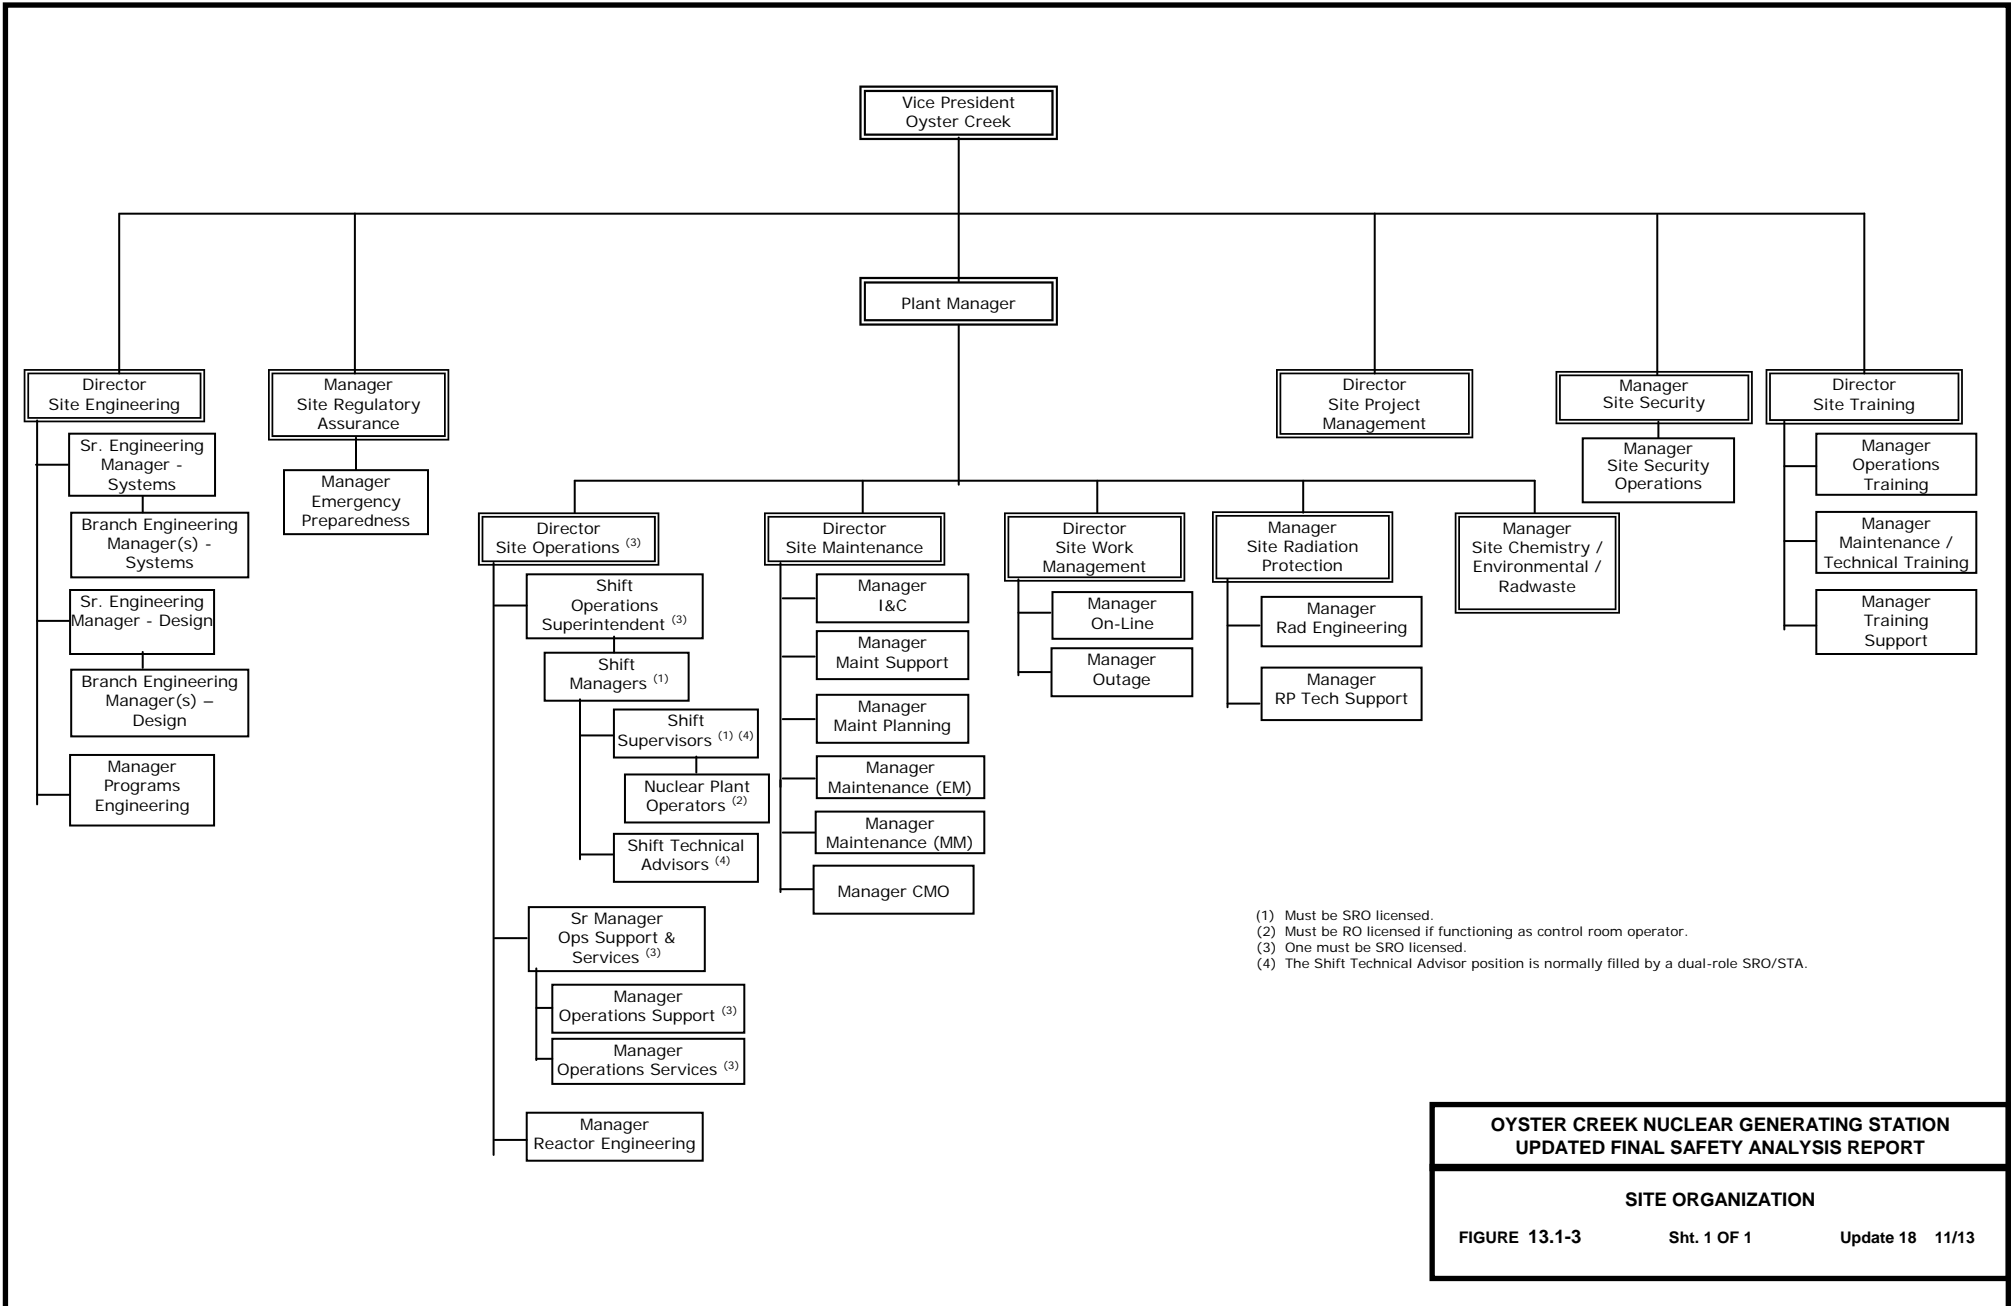 Vice President
Oyster Creek
Plant Manager
Director
Site Engineering
Sr. Engineering
Manager -
Systems
Branch Engineering
Manager(s) -
Systems
Sr. Engineering
Manager - Design
Branch Engineering
Manager(s) –
Design
Manager
Programs
Engineering
Manager
Site Regulatory
Assurance
Manager
Emergency
Preparedness
Director
Site Operations (3)
Shift
Operations
Superintendent (3)
Shift
Managers (1)
Shift
Supervisors (1) (4)
Nuclear Plant
Operators (2)
Shift Technical
Advisors (4)
Sr Manager
Ops Support &
Services (3)
Manager
Operations Support (3)
Manager
Operations Services (3)
Manager
Reactor Engineering
Director
Site Maintenance
Manager
I&C
Manager
Maint Support
Manager
Maint Planning
Manager
Maintenance (EM)
Manager
Maintenance (MM)
Manager CMO
Director
Site Work
Management
Manager
On-Line
Manager
Outage
Manager
Site Radiation
Protection
Manager
Rad Engineering
Manager
RP Tech Support
Manager
Site Chemistry /
Environmental /
Radwaste
Director
Site Project
Management
Manager
Site Security
Manager
Site Security
Operations
Director
Site Training
Manager
Operations
Training
Manager
Maintenance /
Technical Training
Manager
Training
Support
(1) Must be SRO licensed.
(2) Must be RO licensed if functioning as control room operator.
(3) One must be SRO licensed.
(4) The Shift Technical Advisor position is normally filled by a dual-role SRO/STA.
OYSTER CREEK NUCLEAR GENERATING STATION
UPDATED FINAL SAFETY ANALYSIS REPORT
SITE ORGANIZATION
FIGURE 13.1-3 Sht. 1 OF 1 Update 18 11/13